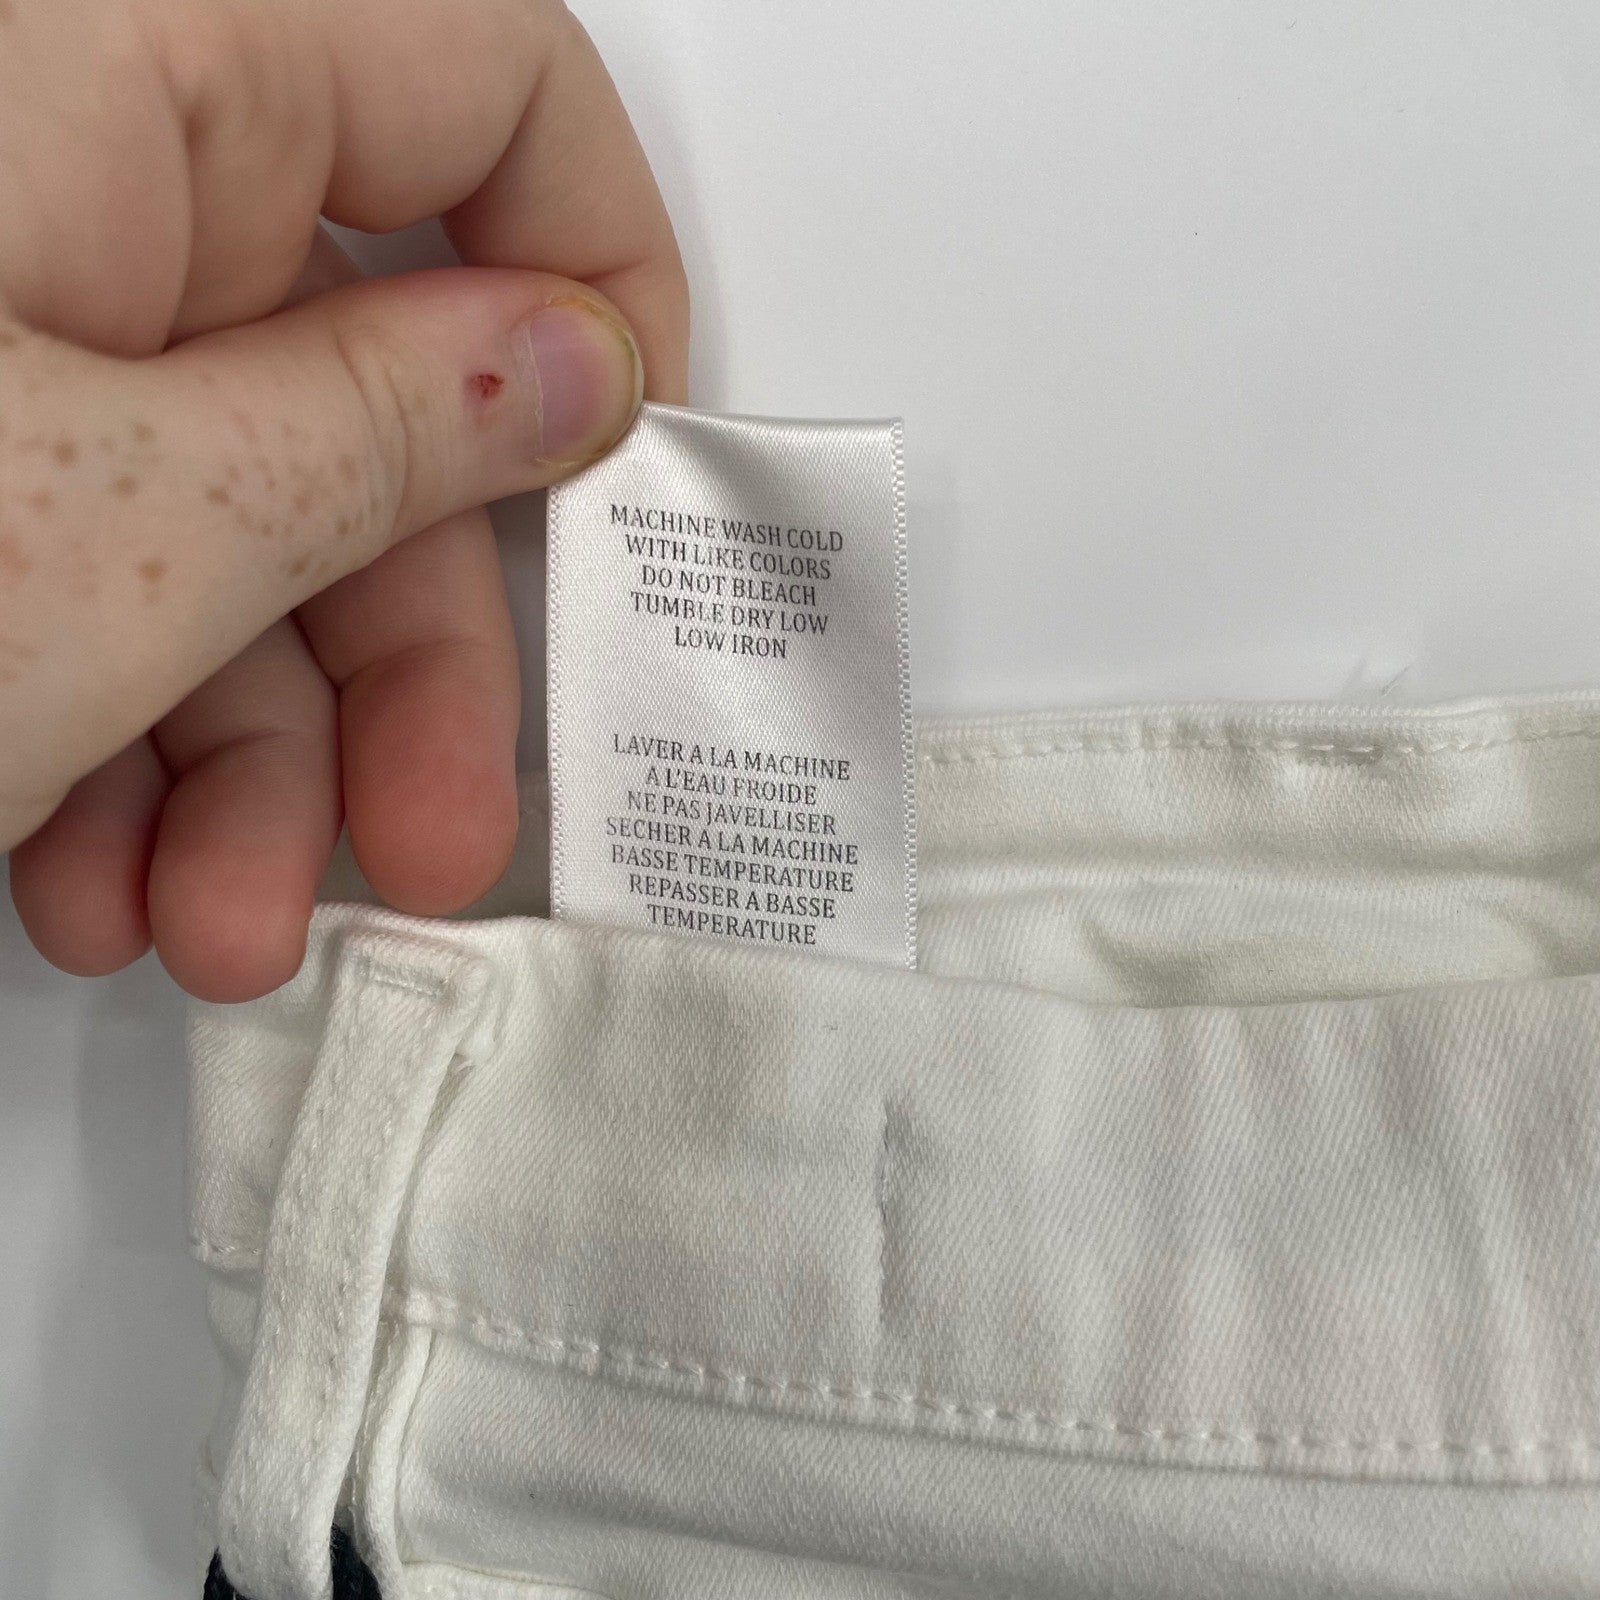 MACHINE WASH COLD
WITH LIKE COLORS
DO NOT BLEACH
TUMBLE DRY LOW
LOW IRON
LAVER A LA MACHINE
A L'EAU FROIDE
NE PAS JAVELLISER
SECHER A LA MACHINE
BASSE TEMPERATURE
REPASSER A BASSE
TEMPERATURE